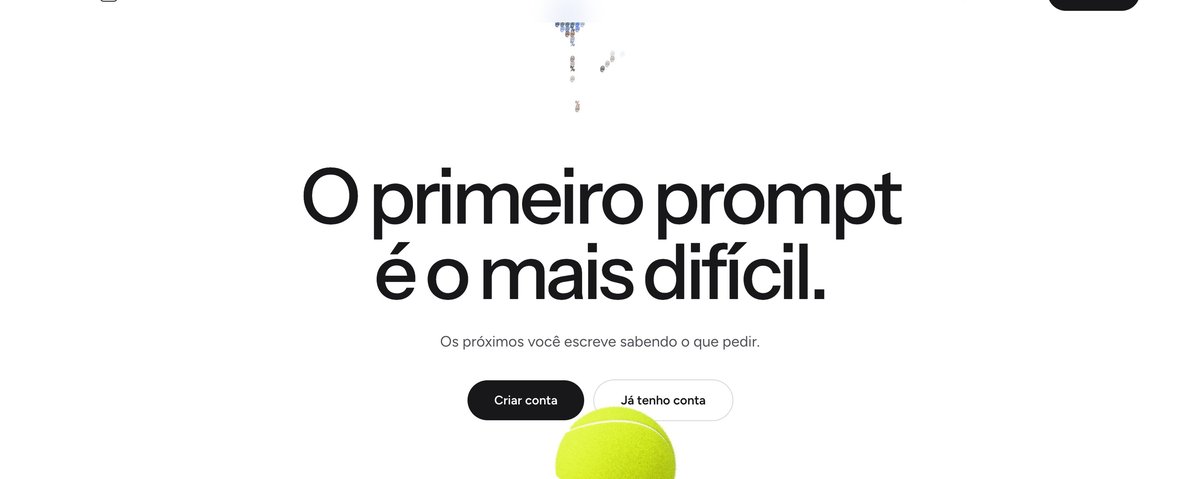 O primeiro prompt
é o mais difícil.
Os próximos você escreve sabendo o que pedir.
Criar conta
Já tenho conta